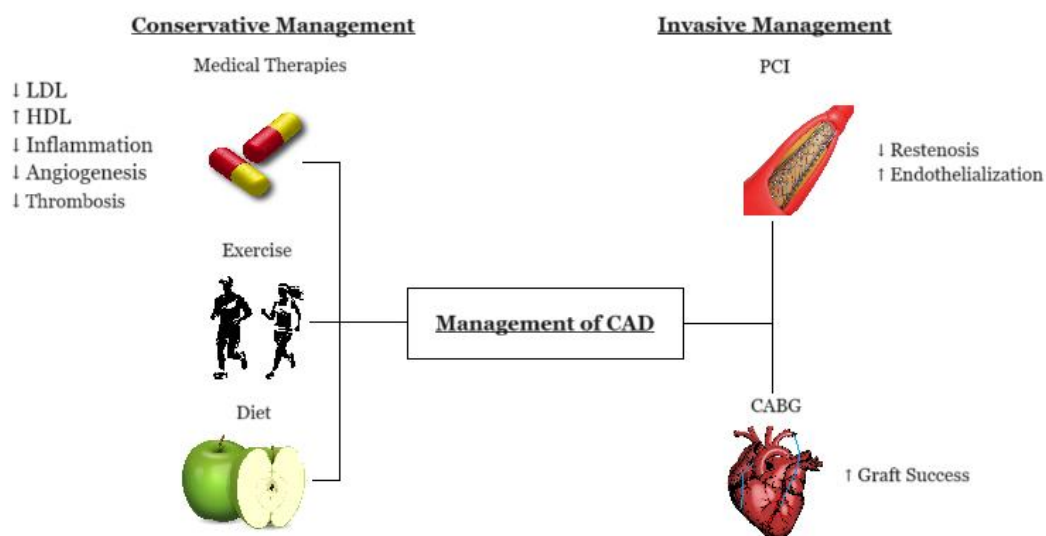 Conservative Management
Medical Therapies
↓ LDL
↑ HDL
↓ Inflammation
↓ Angiogenesis
↓ Thrombosis
Exercise
Diet
Management of CAD
Invasive Management
PCI
↓ Restenosis
↑ Endothelialization
CABG
↑ Graft Success